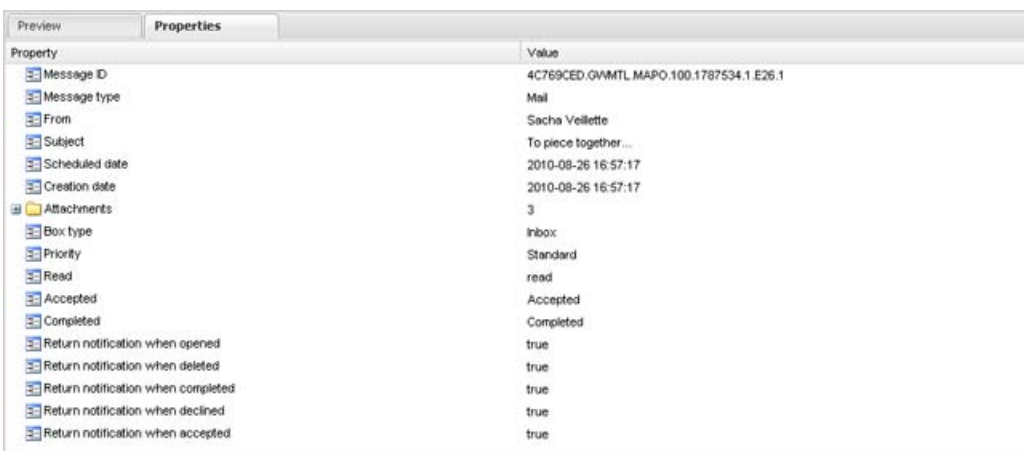 Preview Properties
Property Value
Message ID 4C769CED.GWMTL.MAPO.100.1787534.1.E26.1
Message type Mail
From Sacha Veillette
Subject To piece together...
Scheduled date 2010-08-26 16:57:17
Creation date 2010-08-26 16:57:17
Attachments 3
Box type Inbox
Priority Standard
Read read
Accepted Accepted
Completed Completed
Return notification when opened true
Return notification when deleted true
Return notification when completed true
Return notification when declined true
Return notification when accepted true